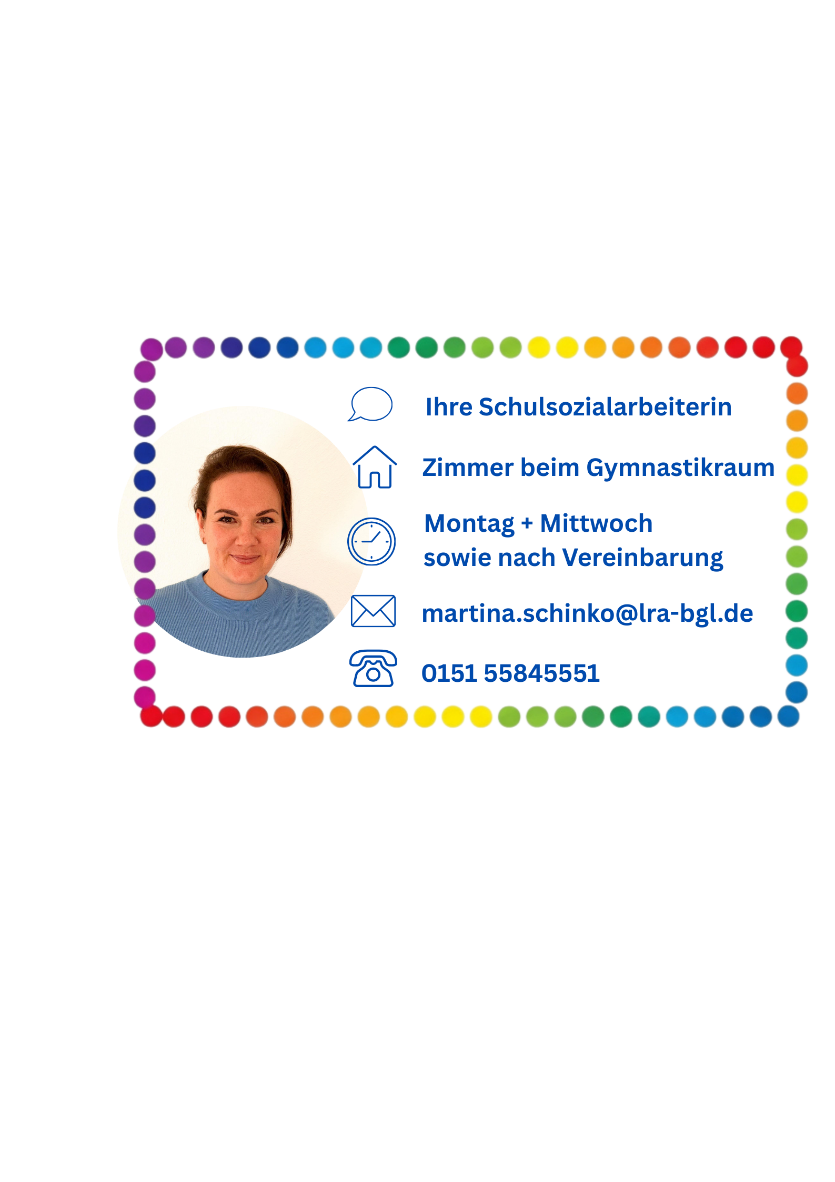 Ihre Schulsozialarbeiterin
Zimmer beim Gymnastikraum
Montag + Mittwoch
sowie nach Vereinbarung
martina.schinko@lra-bgl.de
0151 55845551